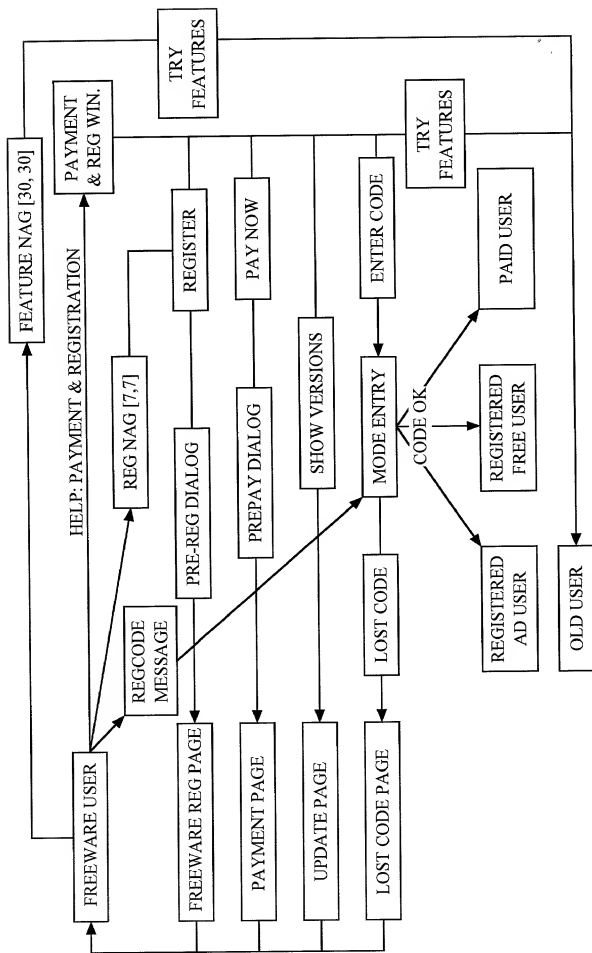 FREEWARE USER
HELP: PAYMENT & REGISTRATION
FEATURE NAG [30, 30]
TRY
FEATURES
PAYMENT
& REG WIN.
REG NAG [7,7]
REGCODE
MESSAGE
FREEWARE REG PAGE
PRE-REG DIALOG
REGISTER
PAYMENT PAGE
PREPAY DIALOG
PAY NOW
UPDATE PAGE
SHOW VERSIONS
LOST CODE PAGE
LOST CODE
MODE ENTRY
ENTER CODE
TRY
FEATURES
CODE OK
REGISTERED
AD USER
REGISTERED
FREE USER
PAID USER
OLD USER